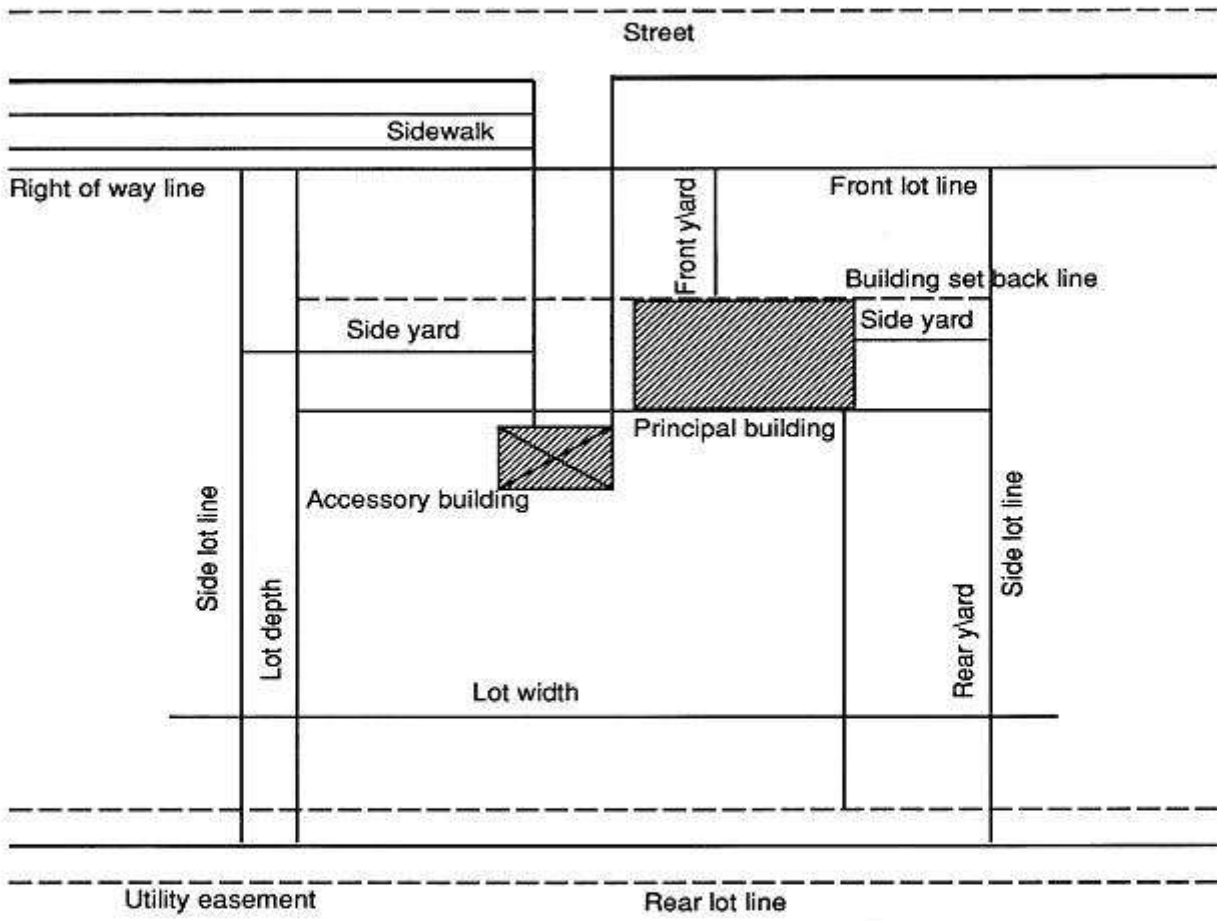 Street
Sidewalk
Right of way line
Front y\ard
Front lot line
Building set back line
Side yard
Side yard
Principal building
Accessory building
Side lot line
Lot depth
Side lot line
Rear y\ard
Lot width
Utility easement
Rear lot line